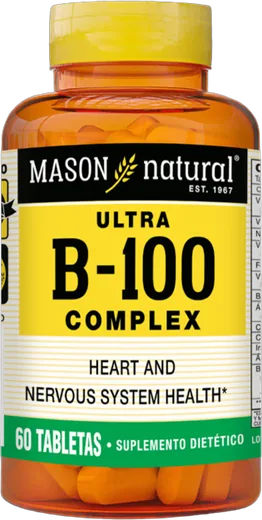 MASON natural®
EST. 1967
ULTRA
B-100
COMPLEX
HEART AND
NERVOUS SYSTEM HEALTH*
60 TABLETAS • SUPLEMENTO DIETÉTICO